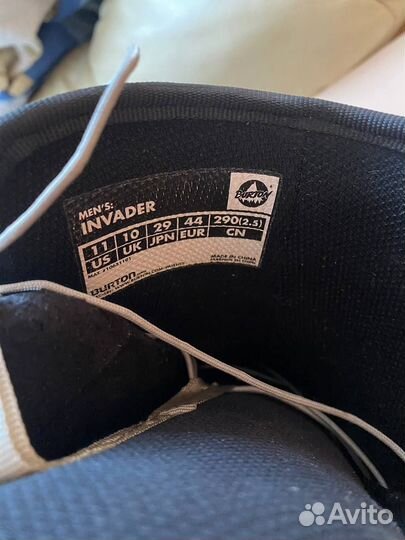 MEN'S:
INVADER
BURTON
11 10 29 44 290(2.5)
US UK JPN EUR CN
MADE IN CHINA
BURTON
Avito